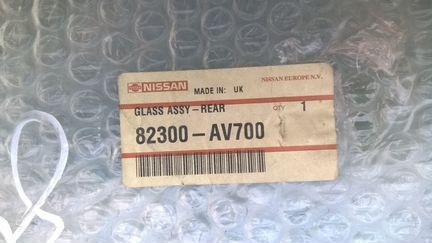 NISSAN MADE IN: UK NISSAN EUROPE N.V.
GLASS ASSY-REAR QTY 1
82300-AV700